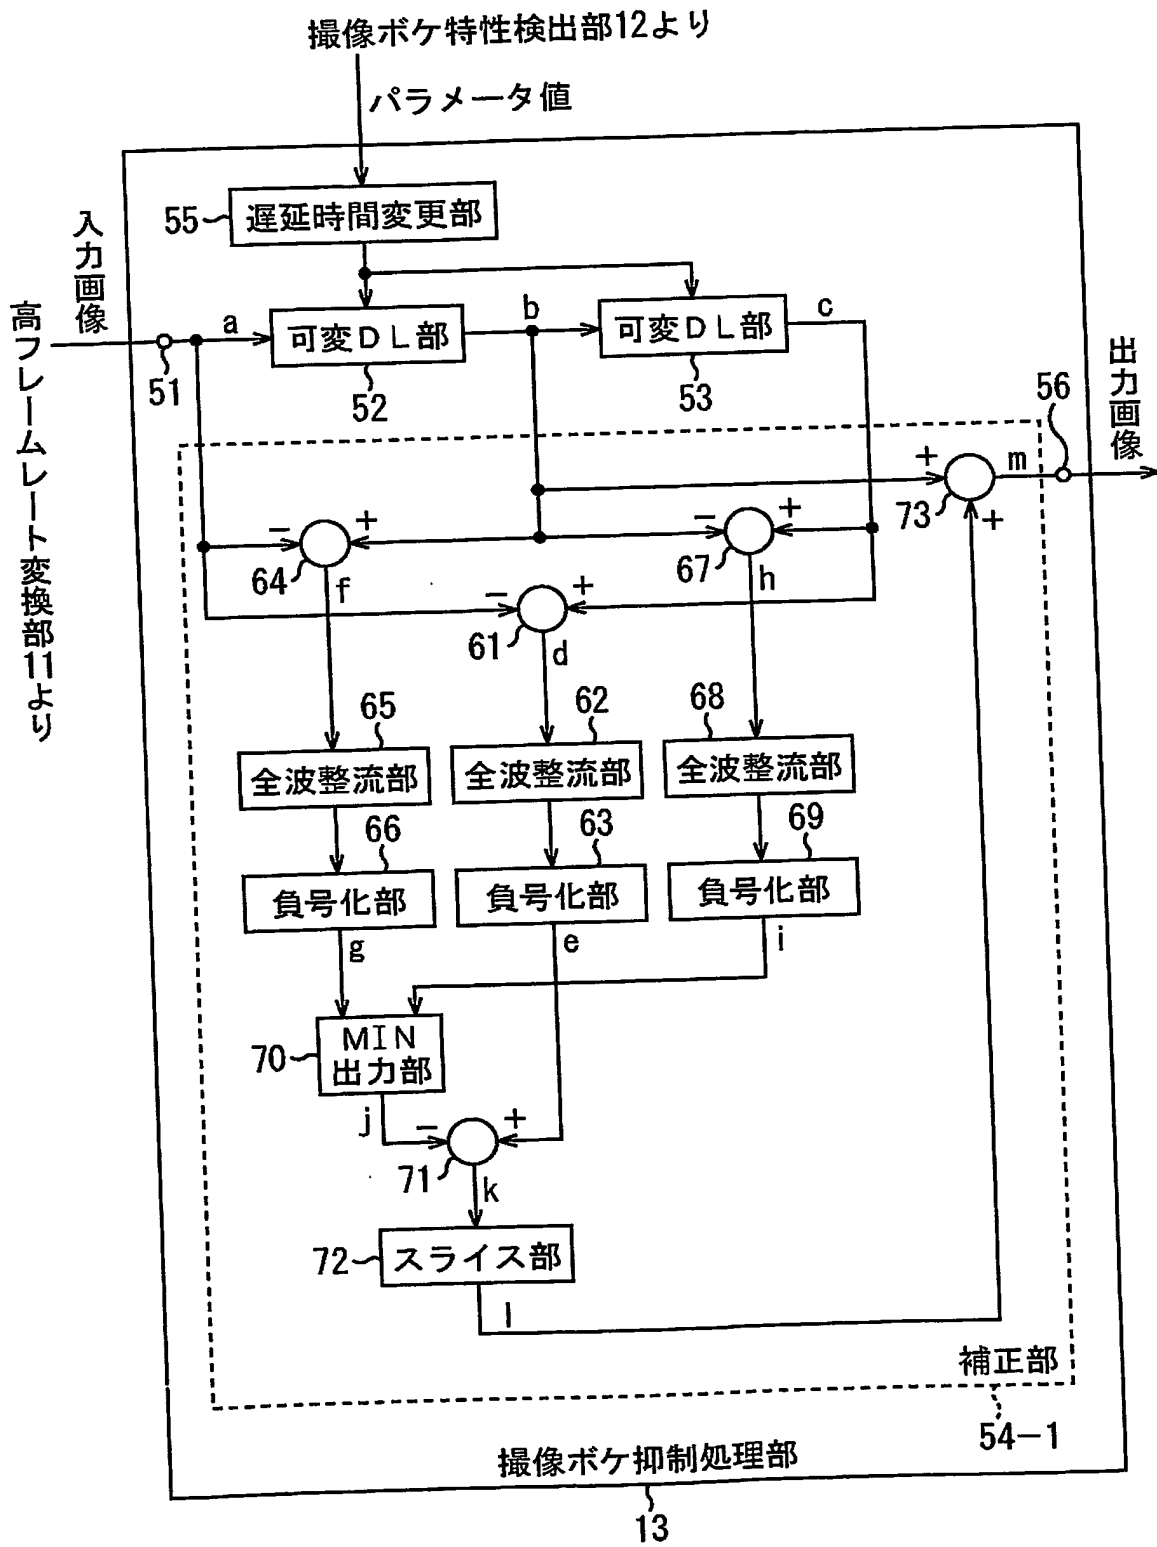 撮像ボケ特性検出部12より
パラメータ値
55
遅延時間変更部
入力画像
高フレームレート変換部11より
a
可変DL部
b
可変DL部
c
51
52
53
56
出力画像
+
m
73
+
−
+
64
f
−
+
67
h
−
+
61
d
65
62
68
全波整流部
全波整流部
全波整流部
66
63
69
負号化部
負号化部
負号化部
g
e
i
70
MIN
出力部
j
−
+
71
k
72
スライス部
l
補正部
54−1
撮像ボケ抑制処理部
13